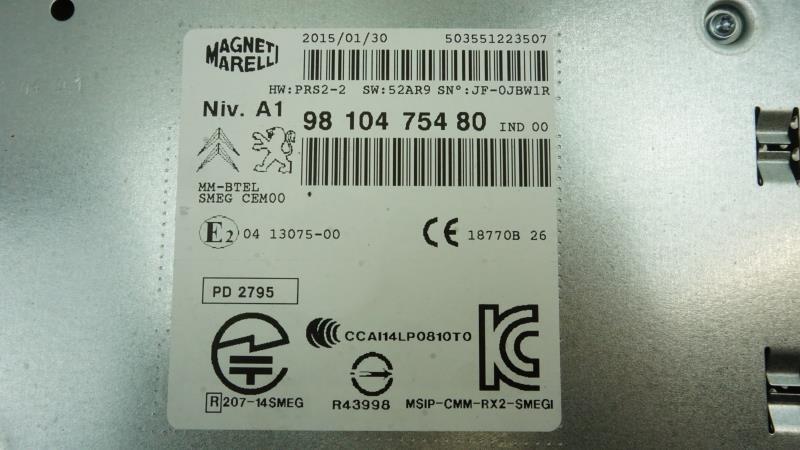 MAGNETI MARELLI
2015/01/30 503551223507
HW:PRS2-2 SW:52AR9 SN°:JF-0JBW1R
Niv. A1
98 104 754 80 IND 00
MM-BTEL
SMEG CEM00
E2 04 13075-00
CE 18770B 26
PD 2795
CCAI14LP0810T0
R 207-14SMEG
R43998
MSIP-CMM-RX2-SMEGI